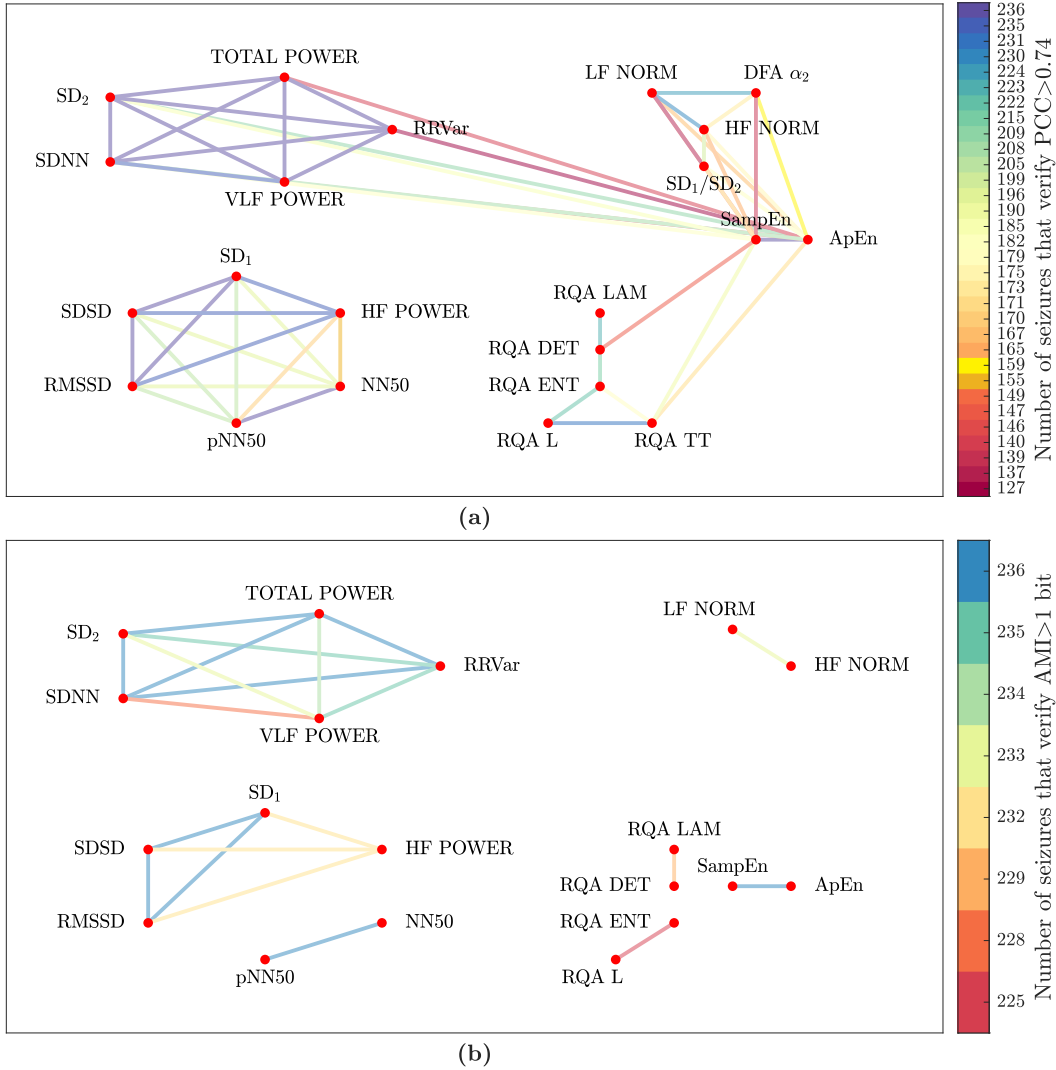 TOTAL POWER
SD₂
RRVar
SDNN
VLF POWER
LF NORM
DFA α₂
HF NORM
SD₁/SD₂
SampEn
ApEn
SD₁
SDSD
HF POWER
RMSSD
NN50
pNN50
RQA LAM
RQA DET
RQA ENT
RQA L
RQA TT
236
235
231
230
224
223
222
215
209
208
205
199
196
190
185
182
179
175
173
171
167
165
159
155
149
147
146
140
139
137
127
Number of seizures that verify PCC>0.74
(a)
TOTAL POWER
SD₂
RRVar
SDNN
VLF POWER
LF NORM
HF NORM
SD₁
SDSD
HF POWER
RMSSD
NN50
pNN50
RQA LAM
SampEn
RQA DET
ApEn
RQA ENT
RQA L
236
235
234
233
232
229
228
225
Number of seizures that verify AMI>1 bit
(b)